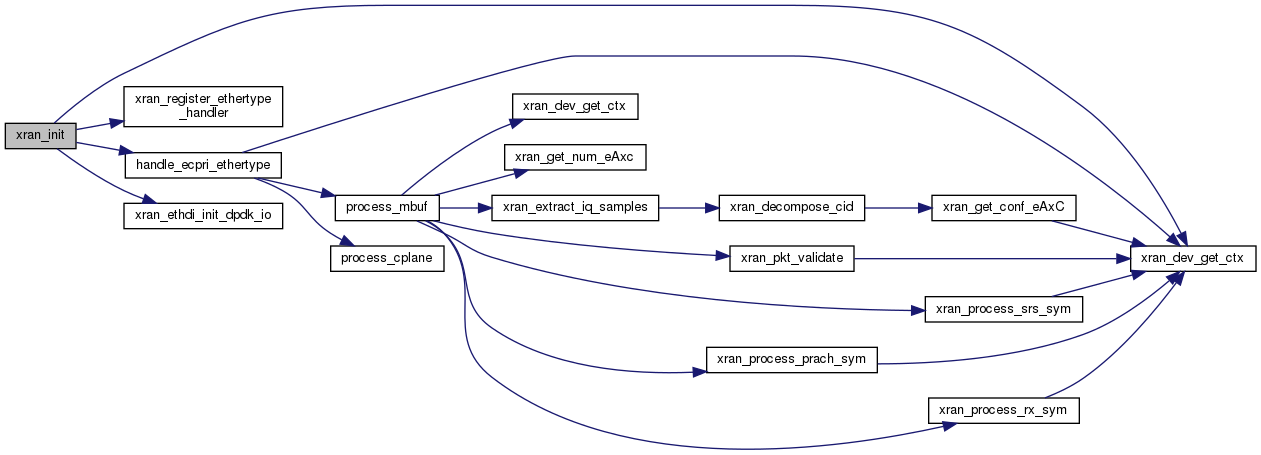 xran_init
xran_register_ethertype
_handler
handle_ecpri_ethertype
xran_ethdi_init_dpdk_io
process_mbuf
process_cplane
xran_dev_get_ctx
xran_get_num_eAxc
xran_extract_iq_samples
xran_decompose_cid
xran_get_conf_eAxC
xran_pkt_validate
xran_dev_get_ctx
xran_process_srs_sym
xran_process_prach_sym
xran_process_rx_sym